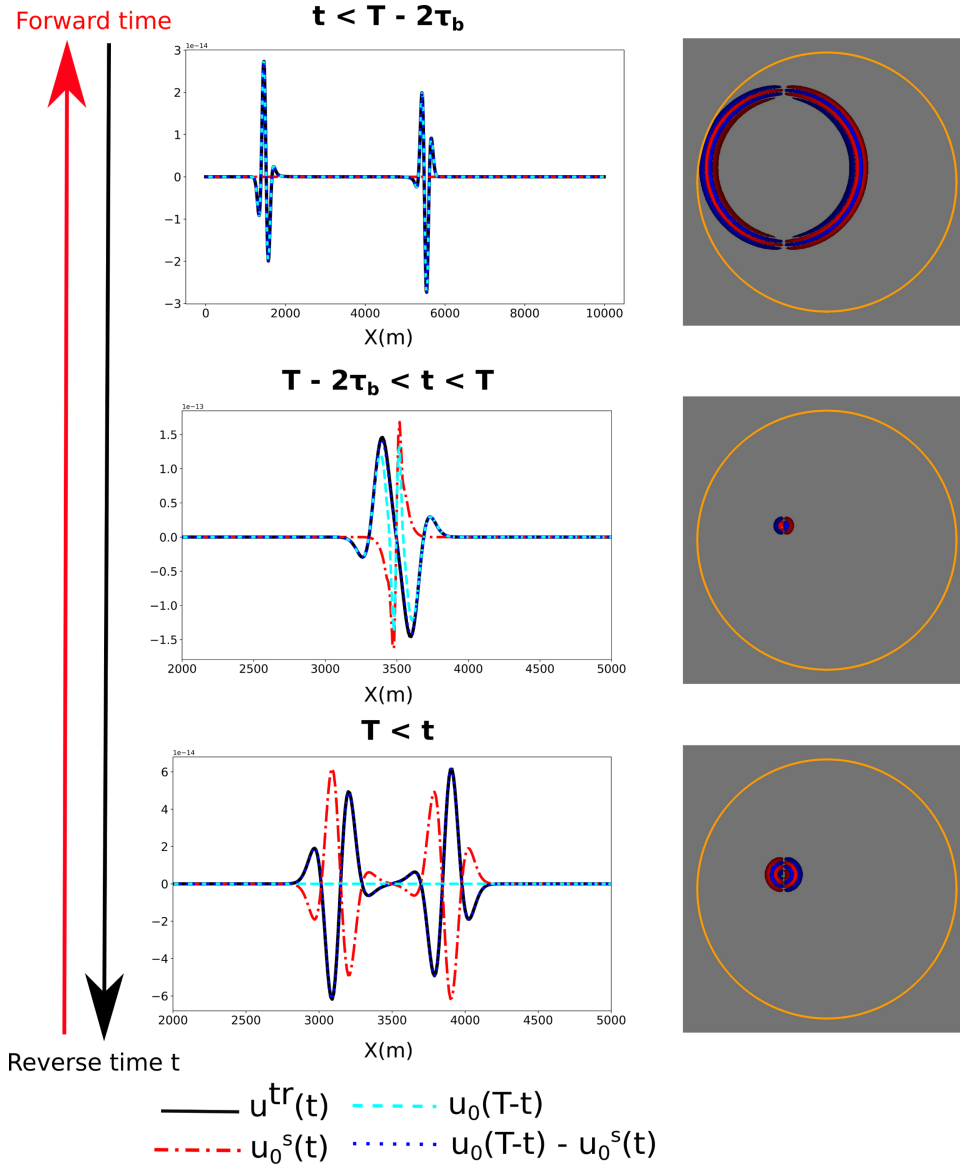 Forward time
t < T - 2τb
1e−14
3
2
1
0
−1
−2
−3
0 2000 4000 6000 8000 10000
X(m)
T - 2τb < t < T
1e−13
1.5
1.0
0.5
0.0
−0.5
−1.0
−1.5
2000 2500 3000 3500 4000 4500 5000
X(m)
T < t
1e−14
6
4
2
0
−2
−4
−6
2000 2500 3000 3500 4000 4500 5000
X(m)
Reverse time t
u^tr(t) u₀(T-t)
u₀^s(t) u₀(T-t) - u₀^s(t)